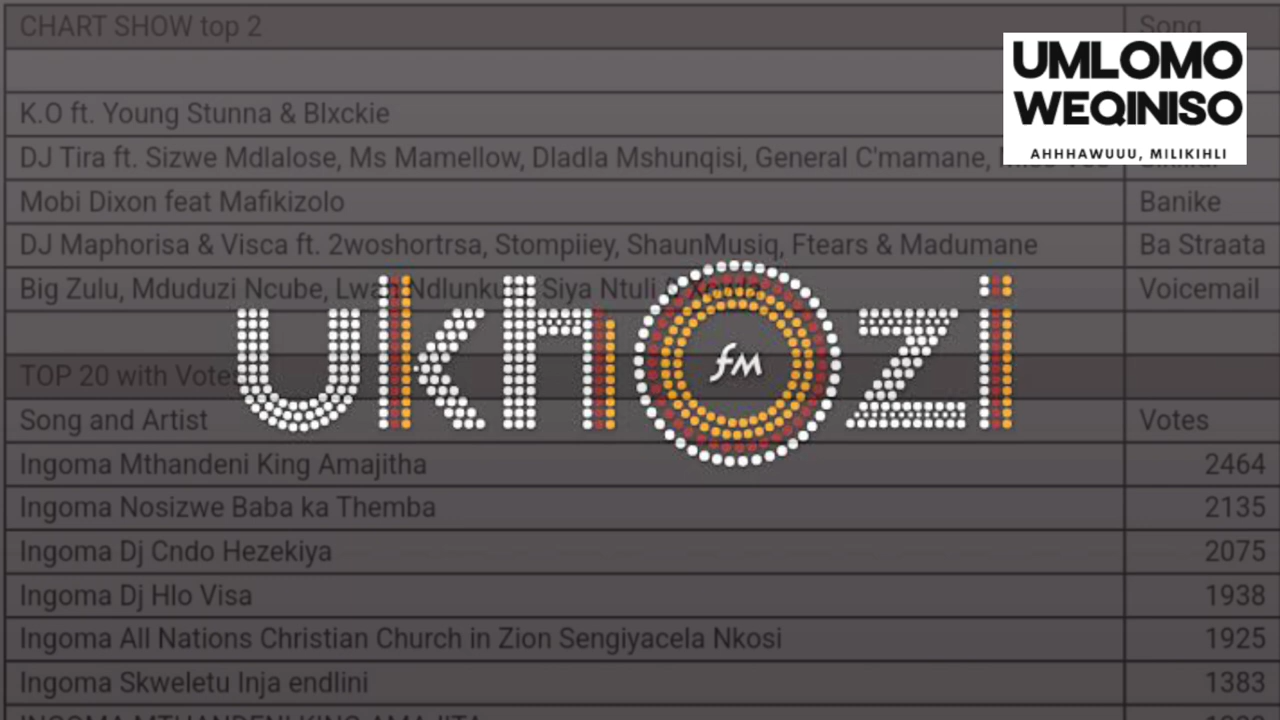 CHART SHOW top 2
Song
UMLOMO
WEQINISO
AHHHAWUUU, MILIKIHLI
K.O ft. Young Stunna & Blxckie
DJ Tira ft. Sizwe Mdlalose, Ms Mamellow, Dladla Mshunqisi, General C'mamane,
Mobi Dixon feat Mafikizolo Banike
DJ Maphorisa & Visca ft. 2woshortrsa, Stompiiey, ShaunMusiq, Ftears & Madumane Ba Straata
Big Zulu, Mduduzi Ncube, Siya Ntuli Voicemail
ukhozi
fm
TOP 20 with Votes
Song and Artist Votes
Ingoma Mthandeni King Amajitha 2464
Ingoma Nosizwe Baba ka Themba 2135
Ingoma Dj Cndo Hezekiya 2075
Ingoma Dj Hlo Visa 1938
Ingoma All Nations Christian Church in Zion Sengiyacela Nkosi 1925
Ingoma Skweletu Inja endlini 1383